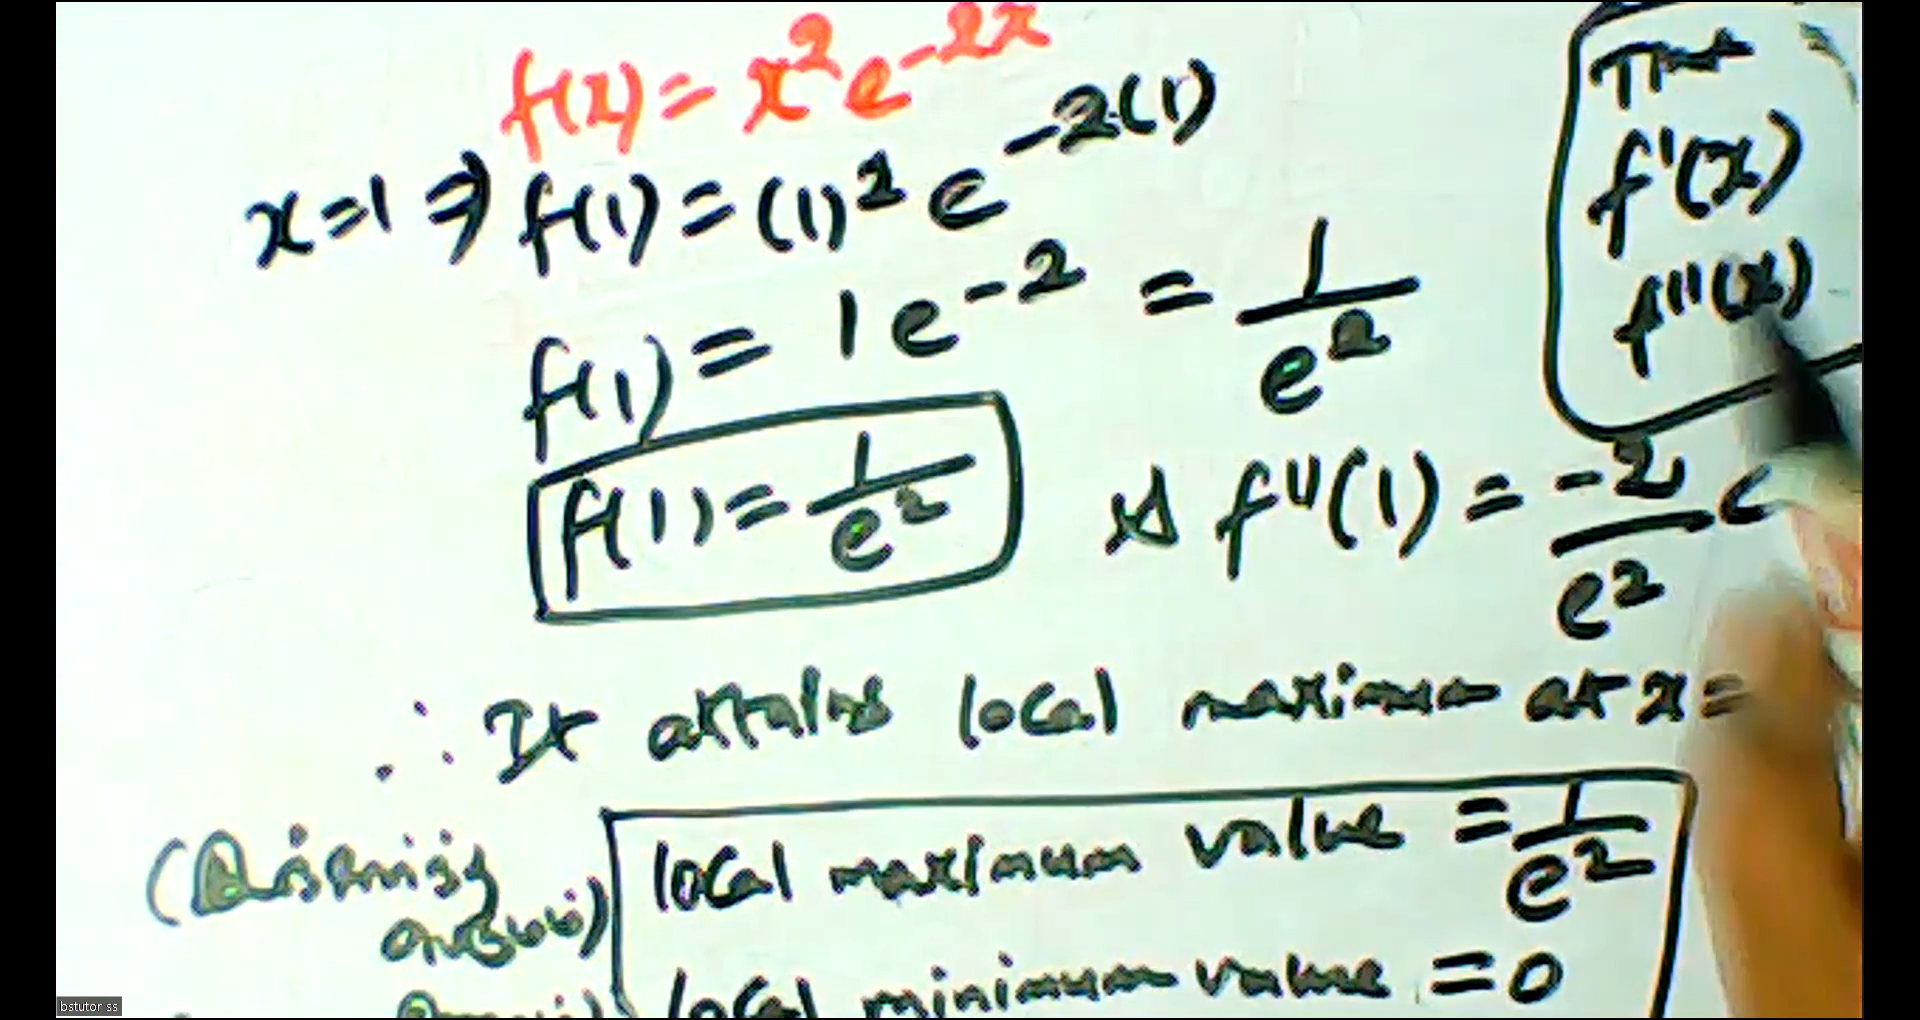 f(x) = x²e⁻²ˣ
x=1 ⇒ f(1) = (1)² e⁻²⁽¹⁾
f(1) = 1e⁻² = 1/e²
f(1) = 1/e²
f'(x)
f''(x)
f''(1) = -2/e² <
∴ It attains local maximum at x=
local maximum value = 1/e²
local minimum value = 0
bstutor ss